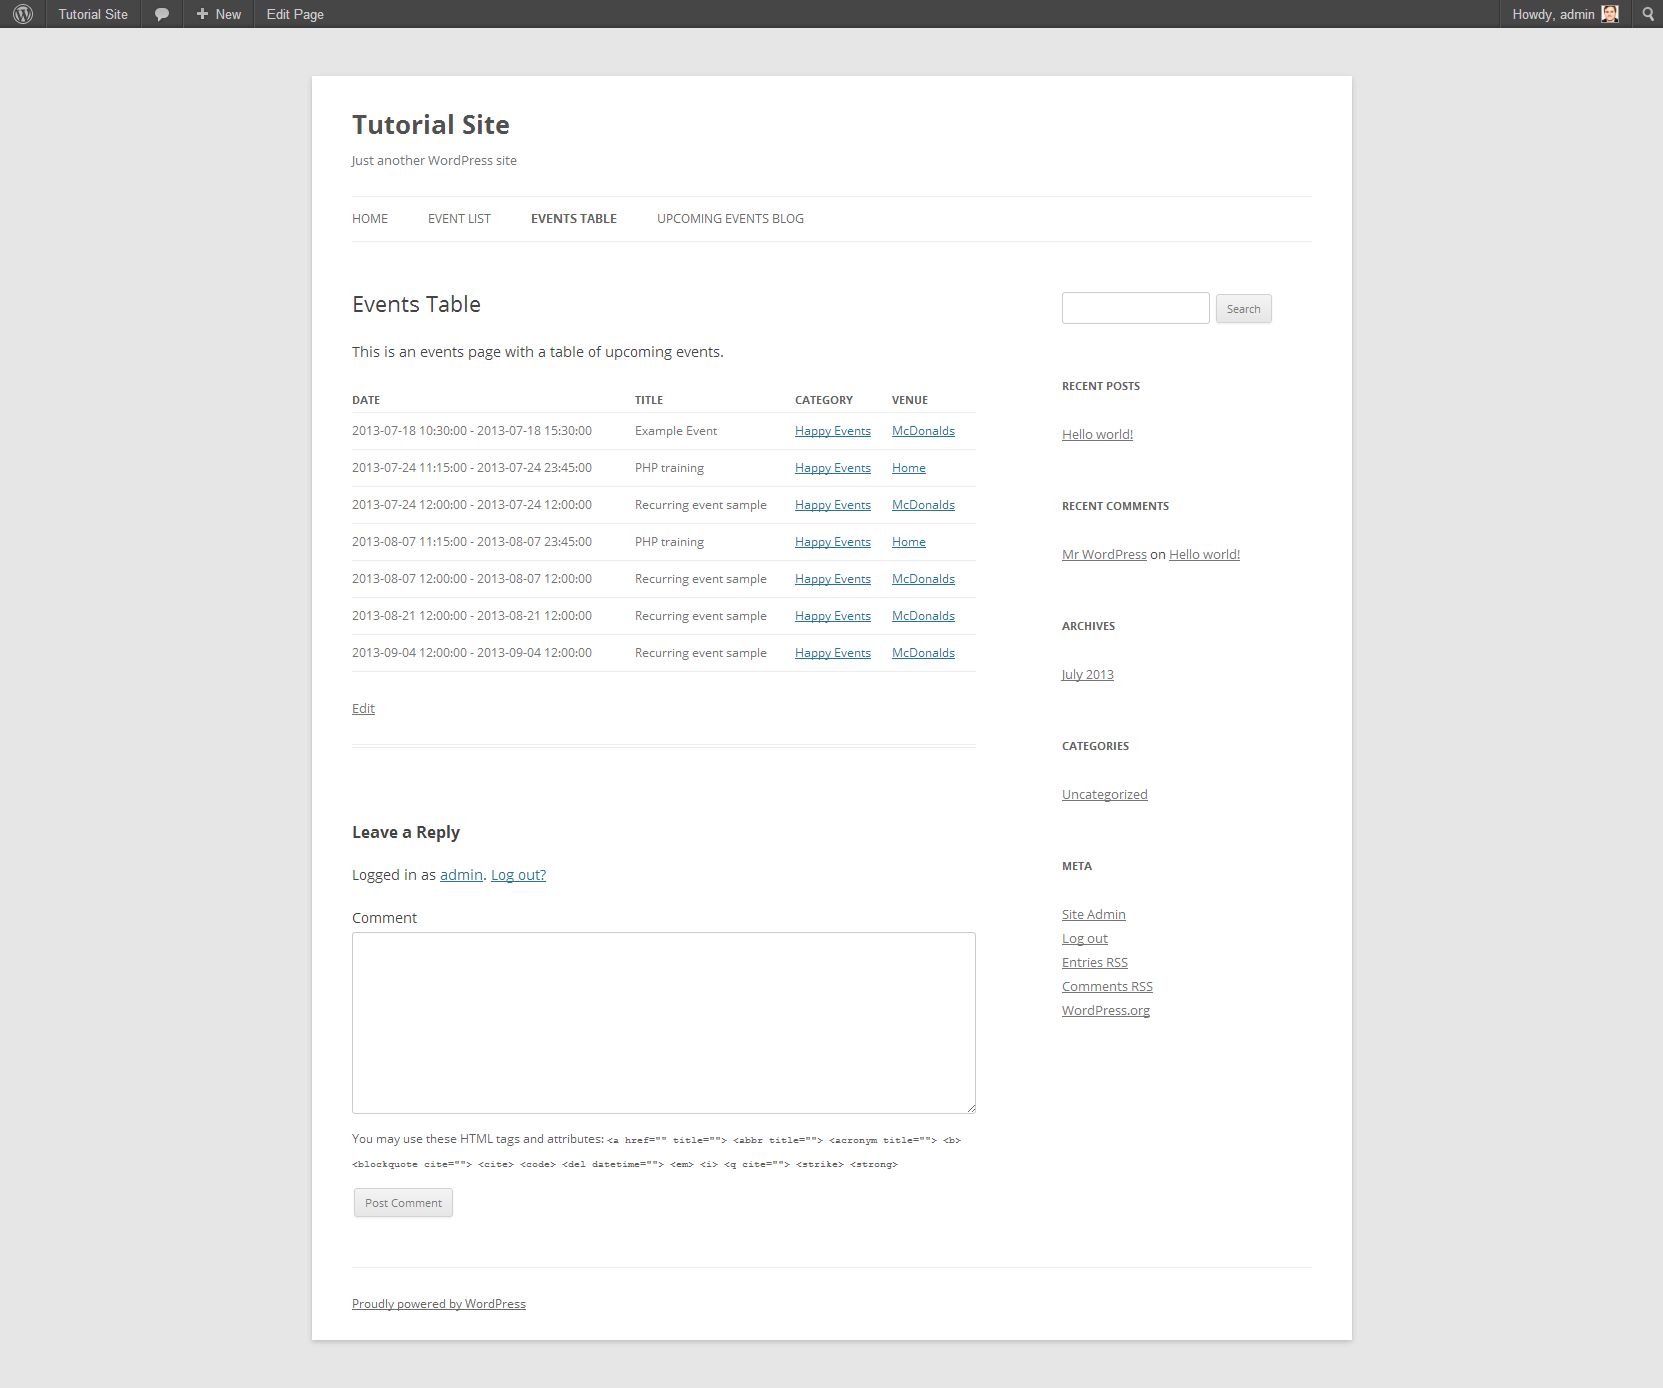 Tutorial Site New Edit Page Howdy, admin
Tutorial Site
Just another WordPress site
HOME EVENT LIST EVENTS TABLE UPCOMING EVENTS BLOG
Events Table
This is an events page with a table of upcoming events.
DATE TITLE CATEGORY VENUE
2013-07-18 10:30:00 - 2013-07-18 15:30:00 Example Event Happy Events McDonalds
2013-07-24 11:15:00 - 2013-07-24 23:45:00 PHP training Happy Events Home
2013-07-24 12:00:00 - 2013-07-24 12:00:00 Recurring event sample Happy Events McDonalds
2013-08-07 11:15:00 - 2013-08-07 23:45:00 PHP training Happy Events Home
2013-08-07 12:00:00 - 2013-08-07 12:00:00 Recurring event sample Happy Events McDonalds
2013-08-21 12:00:00 - 2013-08-21 12:00:00 Recurring event sample Happy Events McDonalds
2013-09-04 12:00:00 - 2013-09-04 12:00:00 Recurring event sample Happy Events McDonalds
Edit
Leave a Reply
Logged in as admin. Log out?
Comment
You may use these HTML tags and attributes: <a href="" title=""> <abbr title=""> <acronym title=""> <b>
<blockquote cite=""> <cite> <code> <del datetime=""> <em> <i> <q cite=""> <strike> <strong>
Post Comment
Search
RECENT POSTS
Hello world!
RECENT COMMENTS
Mr WordPress on Hello world!
ARCHIVES
July 2013
CATEGORIES
Uncategorized
META
Site Admin
Log out
Entries RSS
Comments RSS
WordPress.org
Proudly powered by WordPress